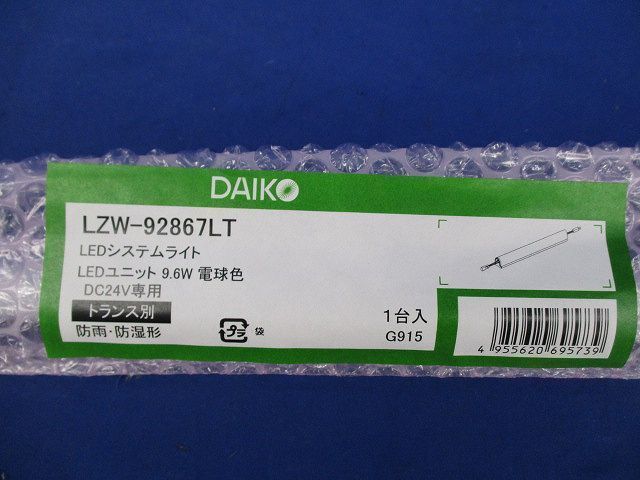 DAIKO
LZW-92867LT
LEDシステムライト
LEDユニット 9.6W 電球色
DC24V専用
トランス別
防雨・防湿形
プラ 袋
1台入
G915
4 955620 695739